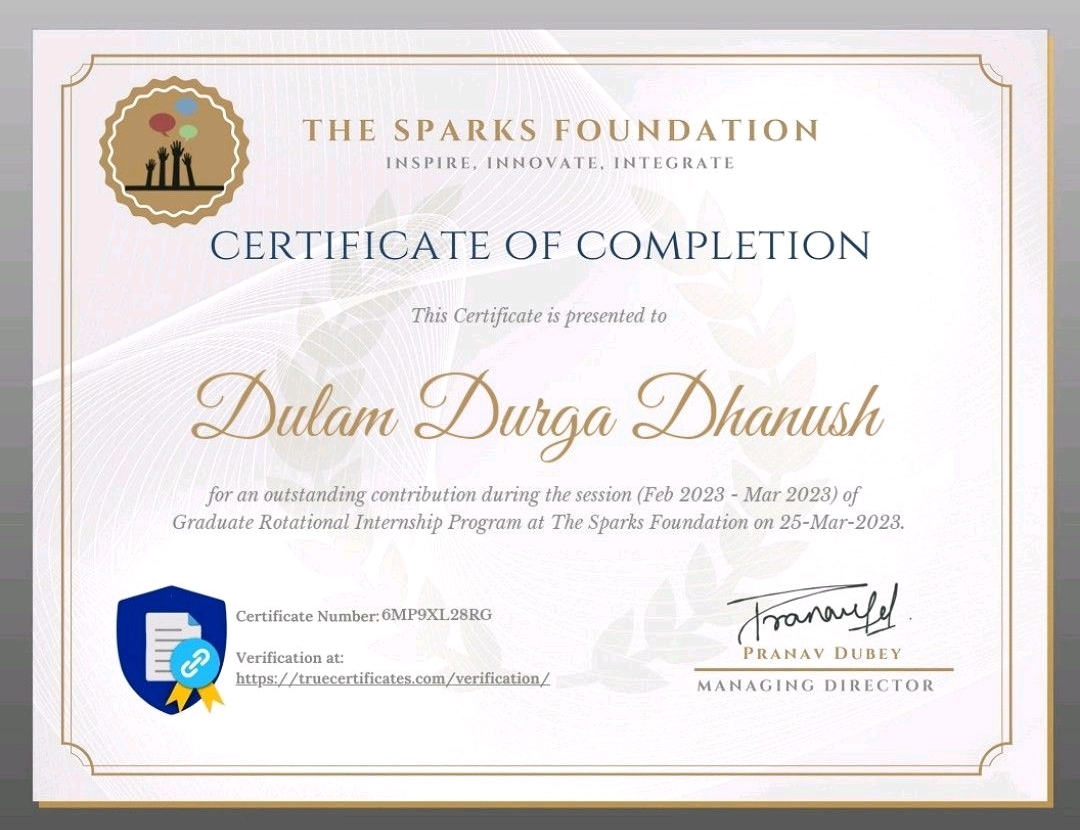 THE SPARKS FOUNDATION
INSPIRE, INNOVATE, INTEGRATE
CERTIFICATE OF COMPLETION
This Certificate is presented to
Dulam Durga Dhanush
for an outstanding contribution during the session (Feb 2023 - Mar 2023) of
Graduate Rotational Internship Program at The Sparks Foundation on 25-Mar-2023.
Certificate Number: 6MP9XL28RG
Verification at:
https://truecertificates.com/verification/
PRANAV DUBEY
MANAGING DIRECTOR